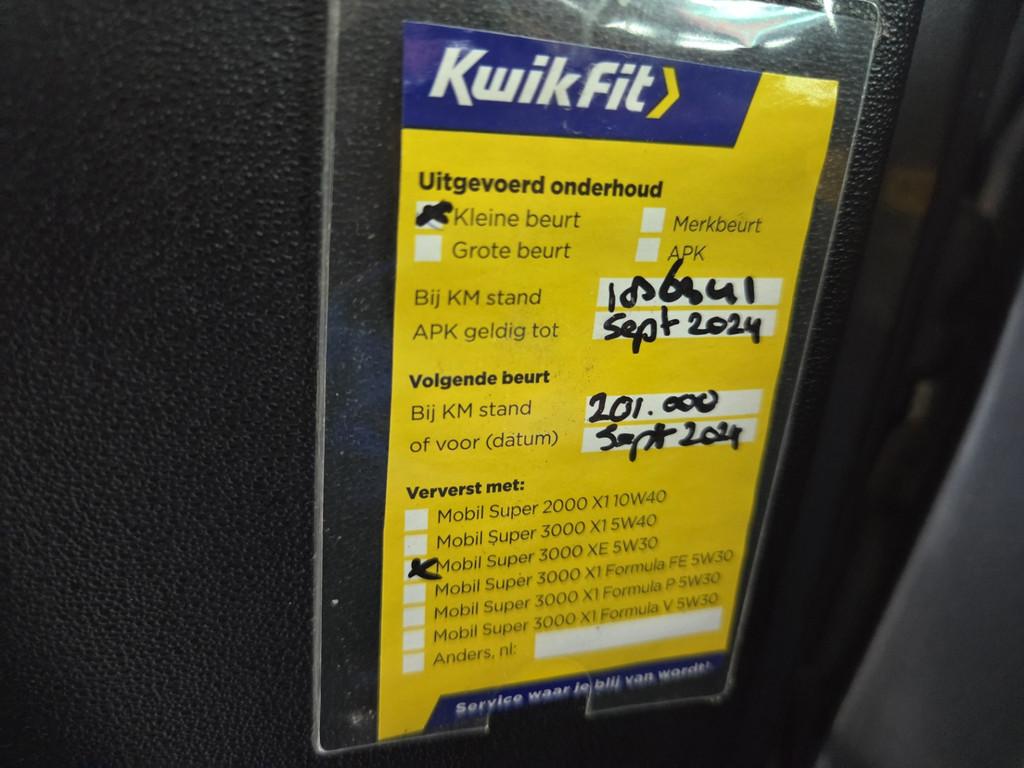 KwikFit
Uitgevoerd onderhoud
Kleine beurt Merkbeurt
Grote beurt APK
Bij KM stand 186341
APK geldig tot Sept 2024
Volgende beurt
Bij KM stand 201.000
of voor (datum) Sept 2024
Ververst met:
Mobil Super 2000 X1 10W40
Mobil Super 3000 X1 5W40
Mobil Super 3000 XE 5W30
Mobil Super 3000 X1 Formula FE 5W30
Mobil Super 3000 X1 Formula P 5W30
Mobil Super 3000 X1 Formula V 5W30
Anders, nl:
Service waar je blij van wordt!